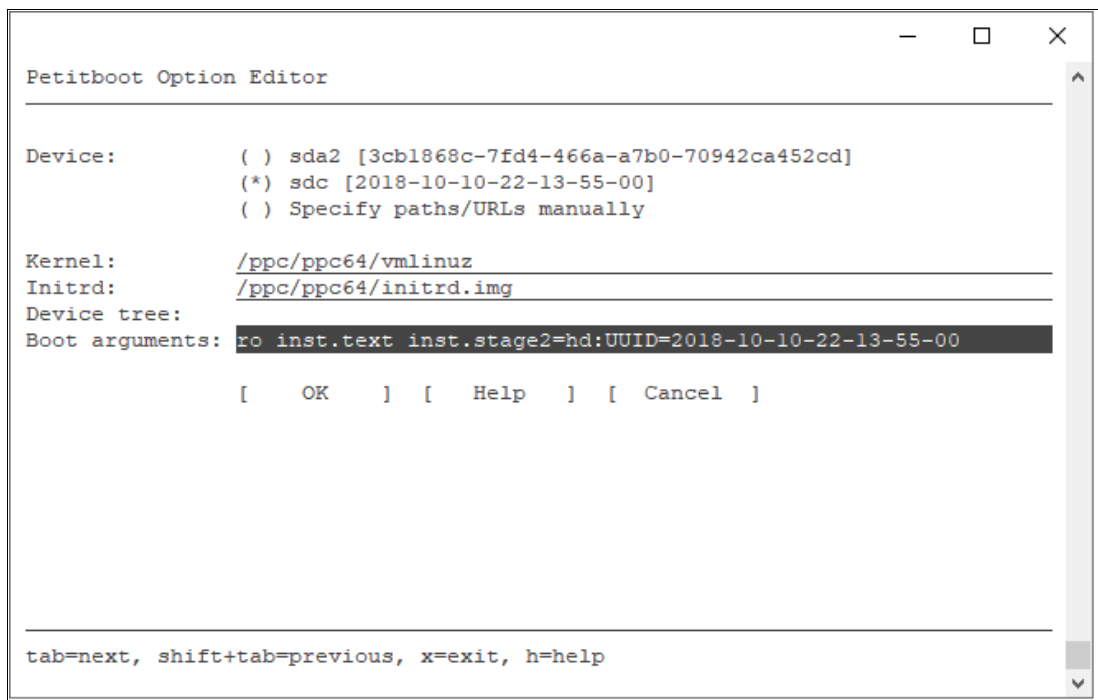 Petitboot Option Editor
Device: ( ) sda2 [3cb1868c-7fd4-466a-a7b0-70942ca452cd]
(*) sdc [2018-10-10-22-13-55-00]
( ) Specify paths/URLs manually
Kernel: /ppc/ppc64/vmlinuz
Initrd: /ppc/ppc64/initrd.img
Device tree:
Boot arguments: ro inst.text inst.stage2=hd:UUID=2018-10-10-22-13-55-00
[ OK ] [ Help ] [ Cancel ]
tab=next, shift+tab=previous, x=exit, h=help